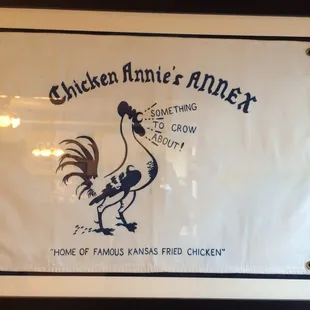 Chicken Annie's ANNEX
SOMETHING
TO CROW
ABOUT!
"HOME OF FAMOUS KANSAS FRIED CHICKEN"